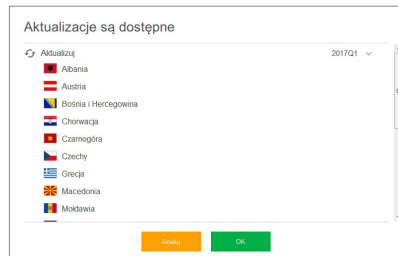 Aktualizacje są dostępne
Aktualizuj 2017Q1
Albania
Austria
Bośnia i Hercegowina
Chorwacja
Czarnogóra
Czechy
Grecja
Macedonia
Mołdawia
Anuluj OK